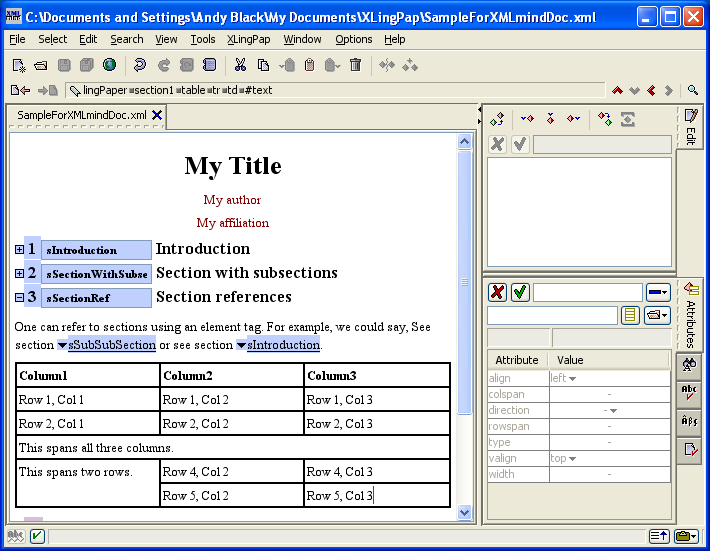 C:\Documents and Settings\Andy Black\My Documents\XLingPap\SampleForXMLmindDoc.xml
File Select Edit Search View Tools XLingPap Window Options Help
lingPaper section1 table tr td #text
SampleForXMLmindDoc.xml
Edit
My Title
My author
My affiliation
1 sIntroduction Introduction
2 sSectionWithSubse Section with subsections
3 sSectionRef Section references
One can refer to sections using an element tag. For example, we could say, See
section sSubSubSection or see section sIntroduction.
Column1 Column2 Column3
Row 1, Col 1 Row 1, Col 2 Row 1, Col 3
Row 2, Col 1 Row 2, Col 2 Row 2, Col 3
This spans all three columns.
This spans two rows. Row 4, Col 2 Row 4, Col 3
Row 5, Col 2 Row 5, Col 3
Attributes
Attribute Value
align left
colspan -
direction -
rowspan -
type -
valign top
width -